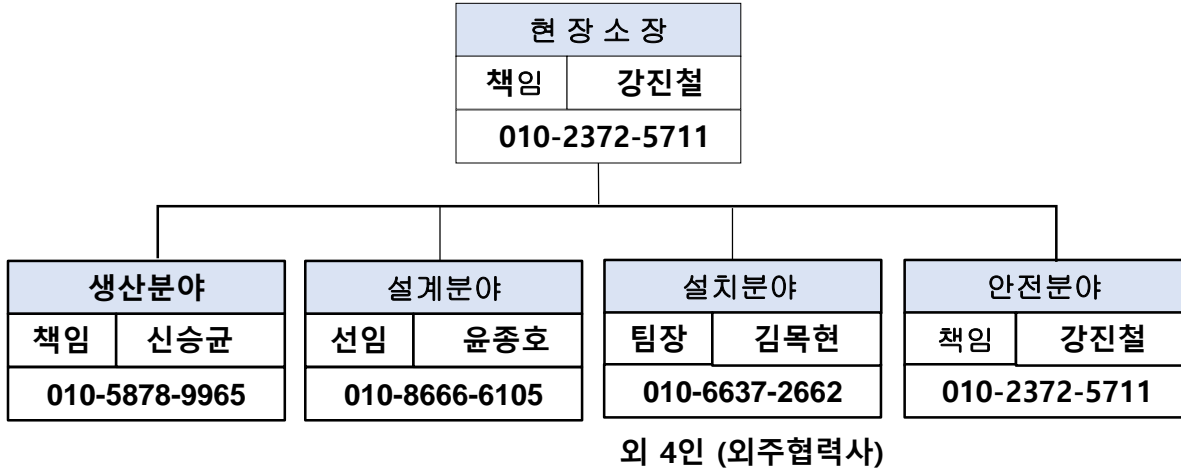 현 장 소 장
책임 강진철
010-2372-5711
생산분야 설계분야 설치분야 안전분야
책임 신승균 선임 윤종호 팀장 김목현 책임 강진철
010-5878-9965 010-8666-6105 010-6637-2662 010-2372-5711
외 4인 (외주협력사)